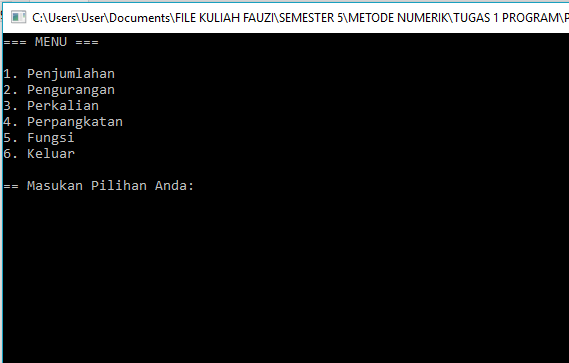 C:\Users\User\Documents\FILE KULIAH FAUZI\SEMESTER 5\METODE NUMERIK\TUGAS 1 PROGRAM\P
=== MENU ===
1. Penjumlahan
2. Pengurangan
3. Perkalian
4. Perpangkatan
5. Fungsi
6. Keluar
== Masukan Pilihan Anda: